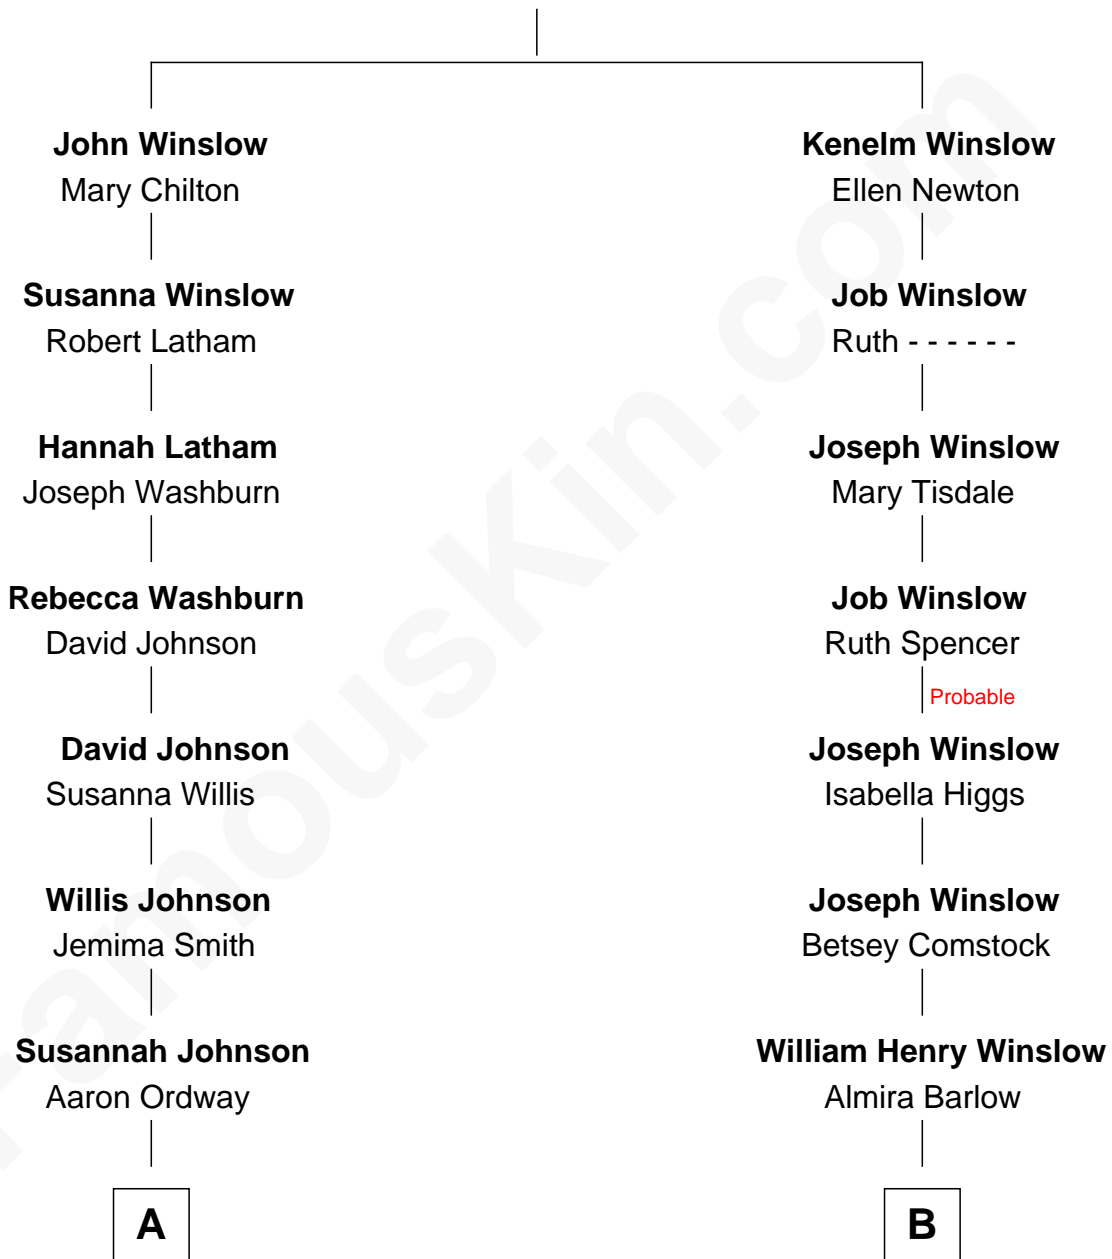 John Winslow
Mary Chilton
Kenelm Winslow
Ellen Newton
Susanna Winslow
Robert Latham
Job Winslow
Ruth - - - - - -
Hannah Latham
Joseph Washburn
Joseph Winslow
Mary Tisdale
Rebecca Washburn
David Johnson
Job Winslow
Ruth Spencer
Probable
David Johnson
Susanna Willis
Joseph Winslow
Isabella Higgs
Willis Johnson
Jemima Smith
Joseph Winslow
Betsey Comstock
Susannah Johnson
Aaron Ordway
William Henry Winslow
Almira Barlow
A
B
FamousKin.com